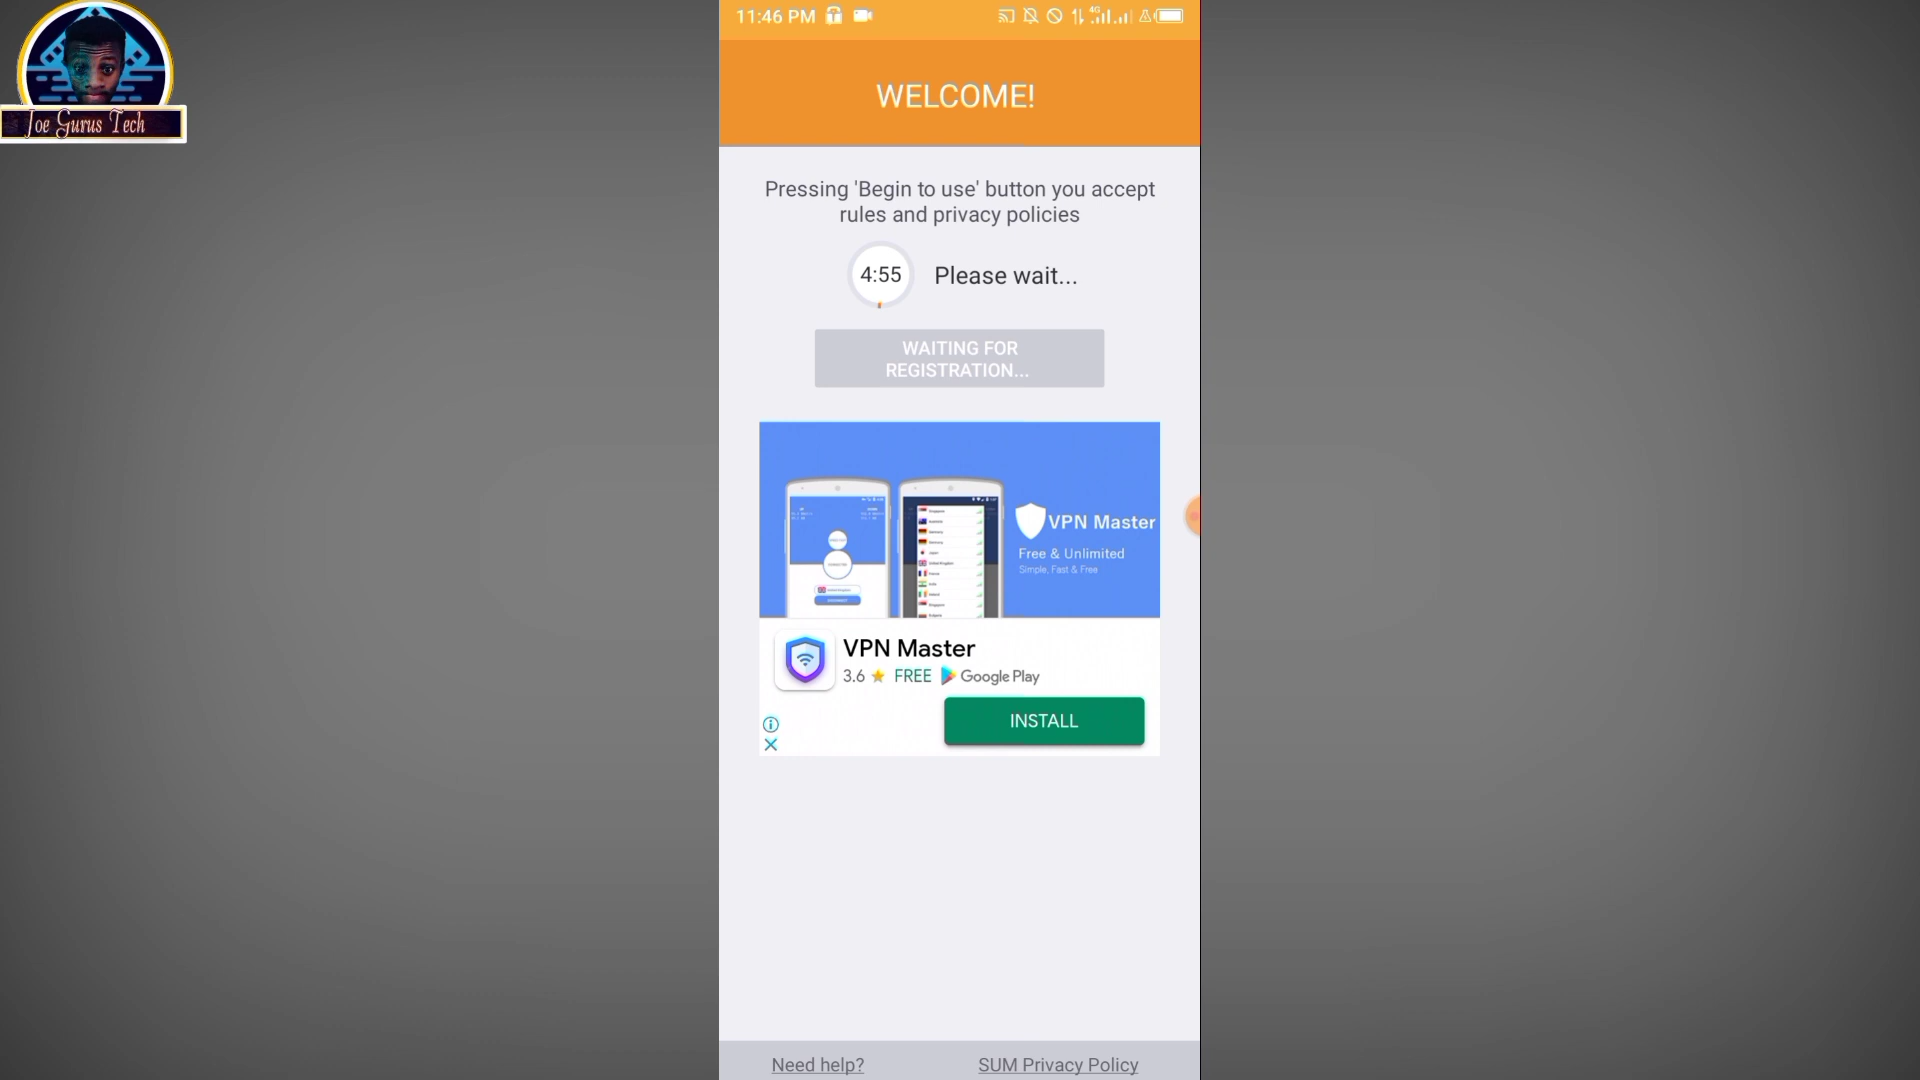 Joe Gurus Tech
11:46 PM
4G
WELCOME!
Pressing 'Begin to use' button you accept
rules and privacy policies
4:55 Please wait...
WAITING FOR
REGISTRATION...
VPN Master
Free & Unlimited
Simple, Fast & Free
VPN Master
3.6 ★ FREE Google Play
INSTALL
Need help?
SUM Privacy Policy